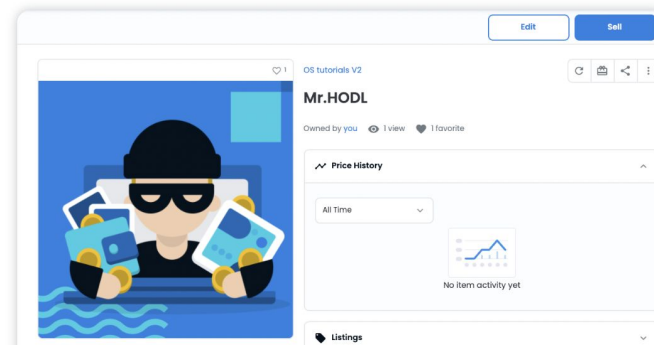 Edit
Sell
1
OS tutorials V2
Mr.HODL
Owned by you 1 view 1 favorite
Price History
All Time
No item activity yet
Listings